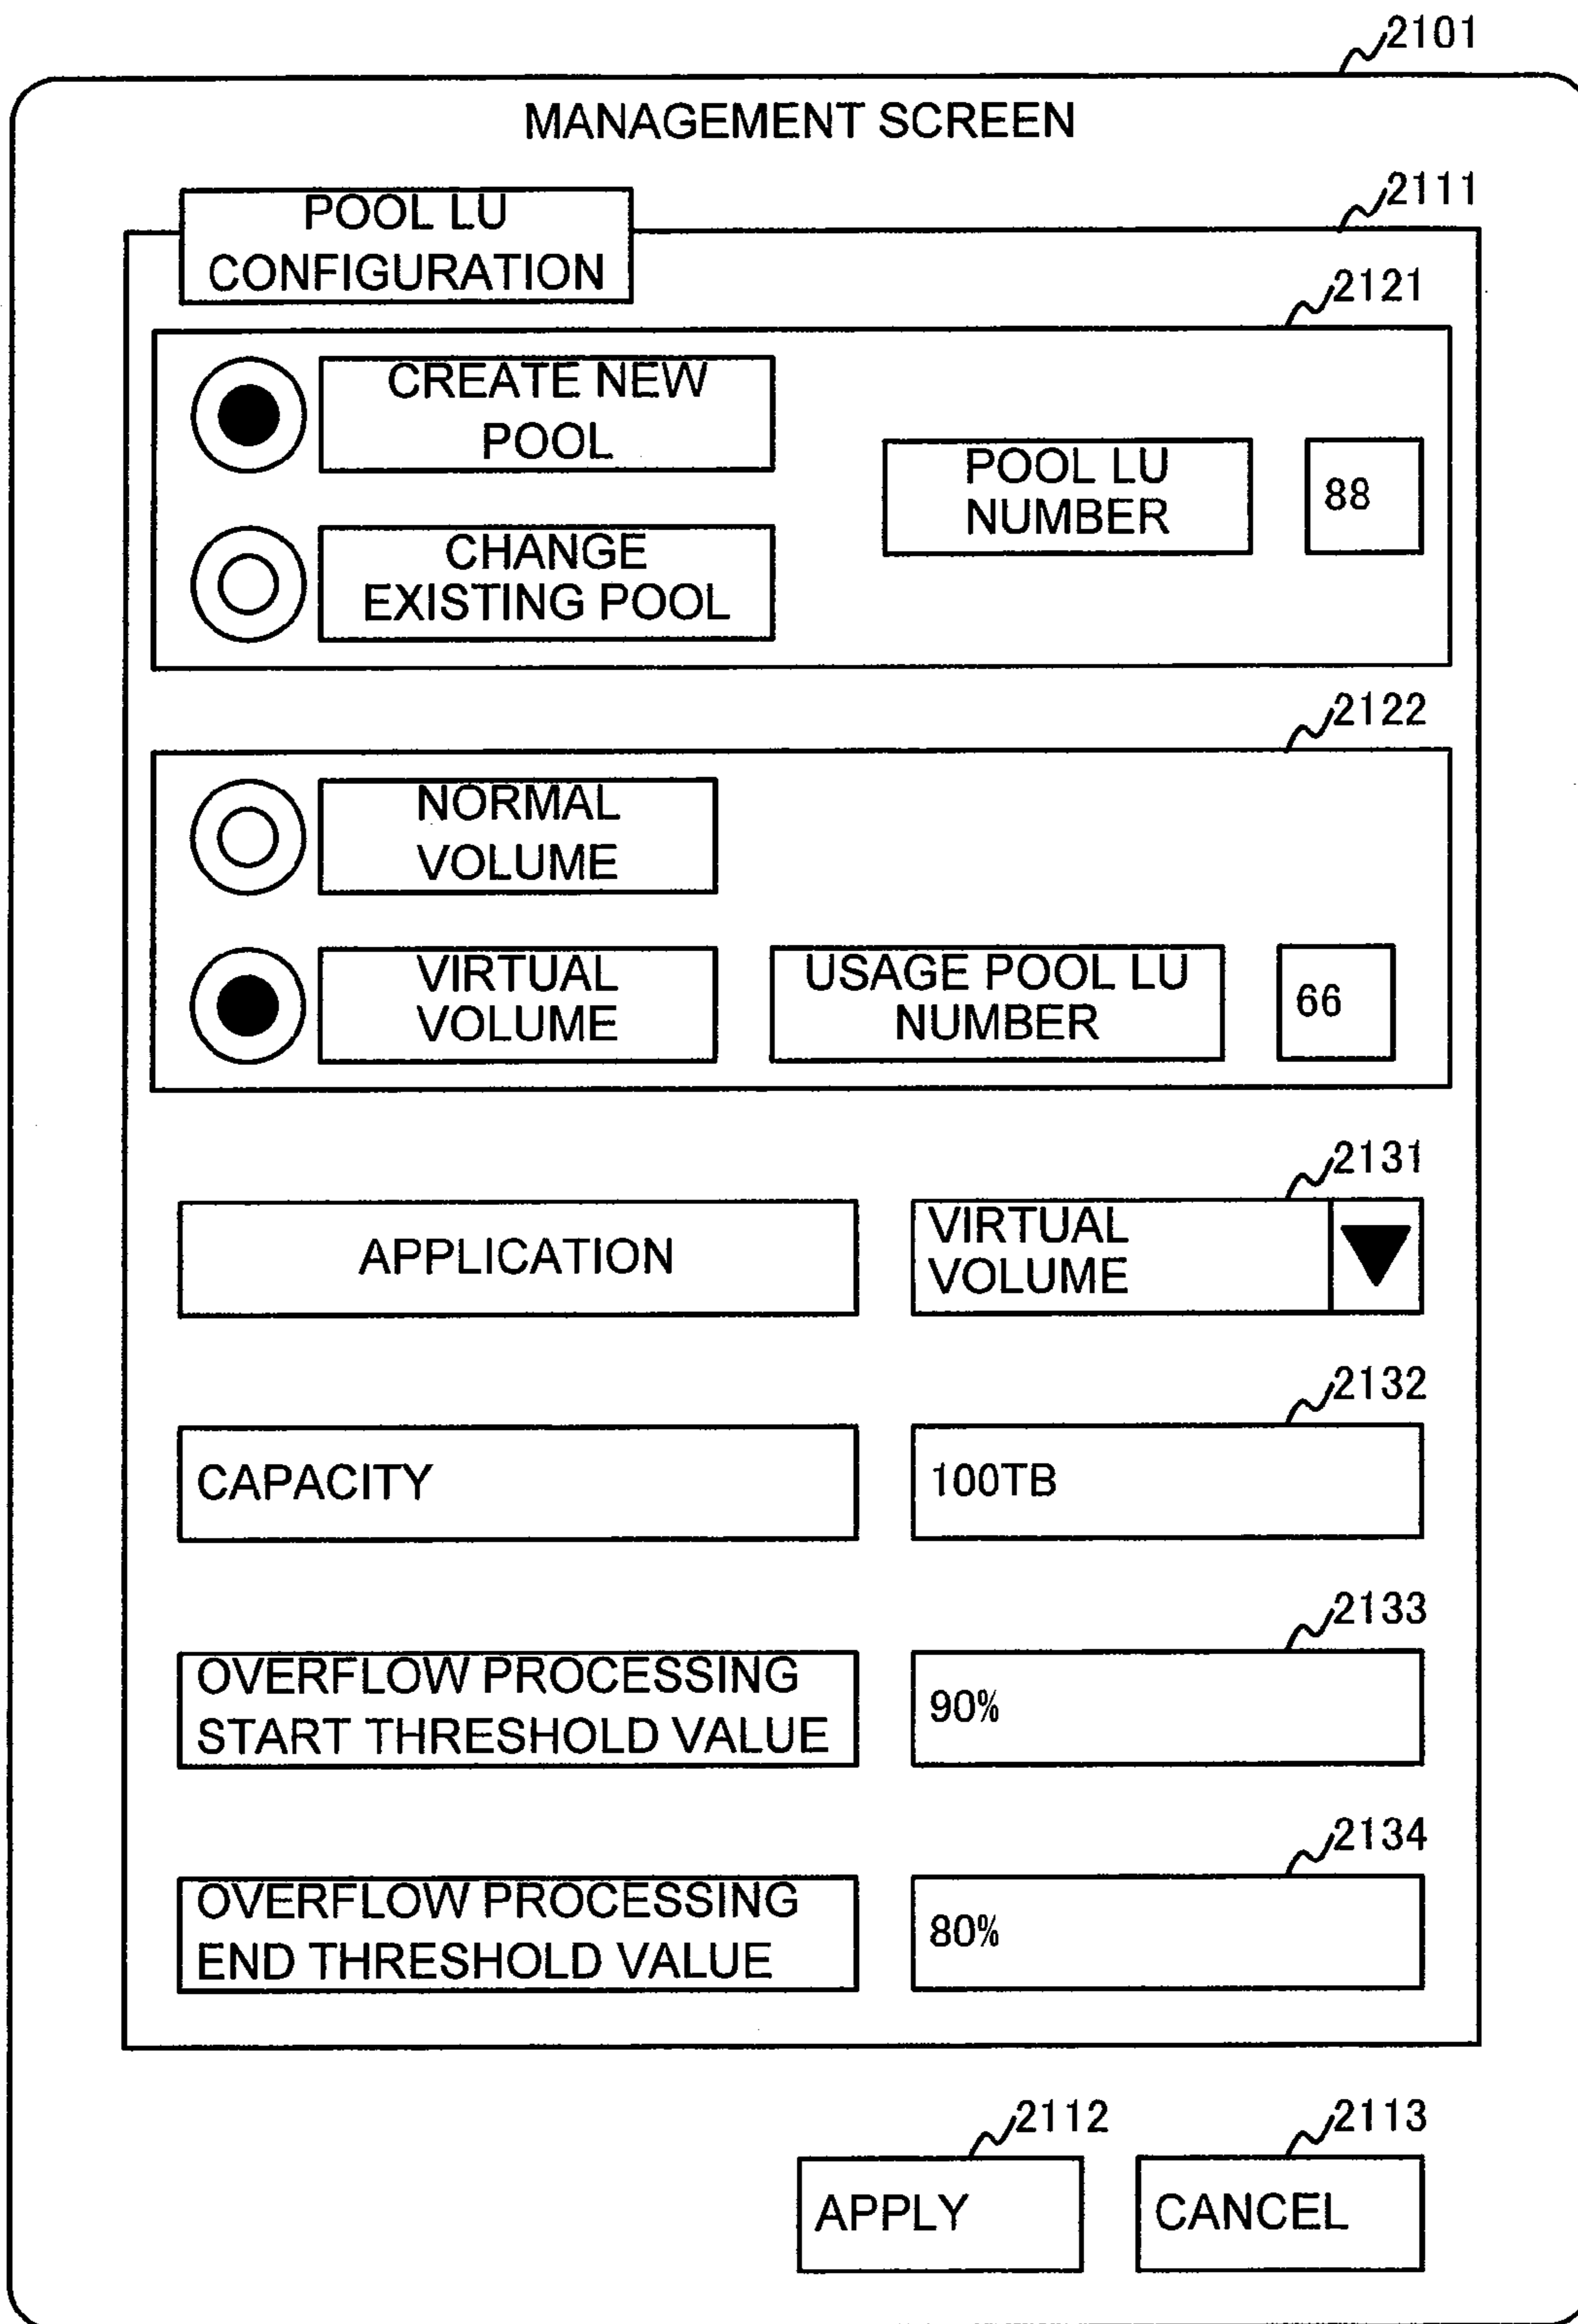 2101
MANAGEMENT SCREEN
2111
POOL LU
CONFIGURATION
2121
CREATE NEW
POOL
POOL LU
NUMBER
88
CHANGE
EXISTING POOL
2122
NORMAL
VOLUME
VIRTUAL
VOLUME
USAGE POOL LU
NUMBER
66
2131
APPLICATION
VIRTUAL
VOLUME
2132
CAPACITY
100TB
2133
OVERFLOW PROCESSING
START THRESHOLD VALUE
90%
2134
OVERFLOW PROCESSING
END THRESHOLD VALUE
80%
2112
2113
APPLY
CANCEL